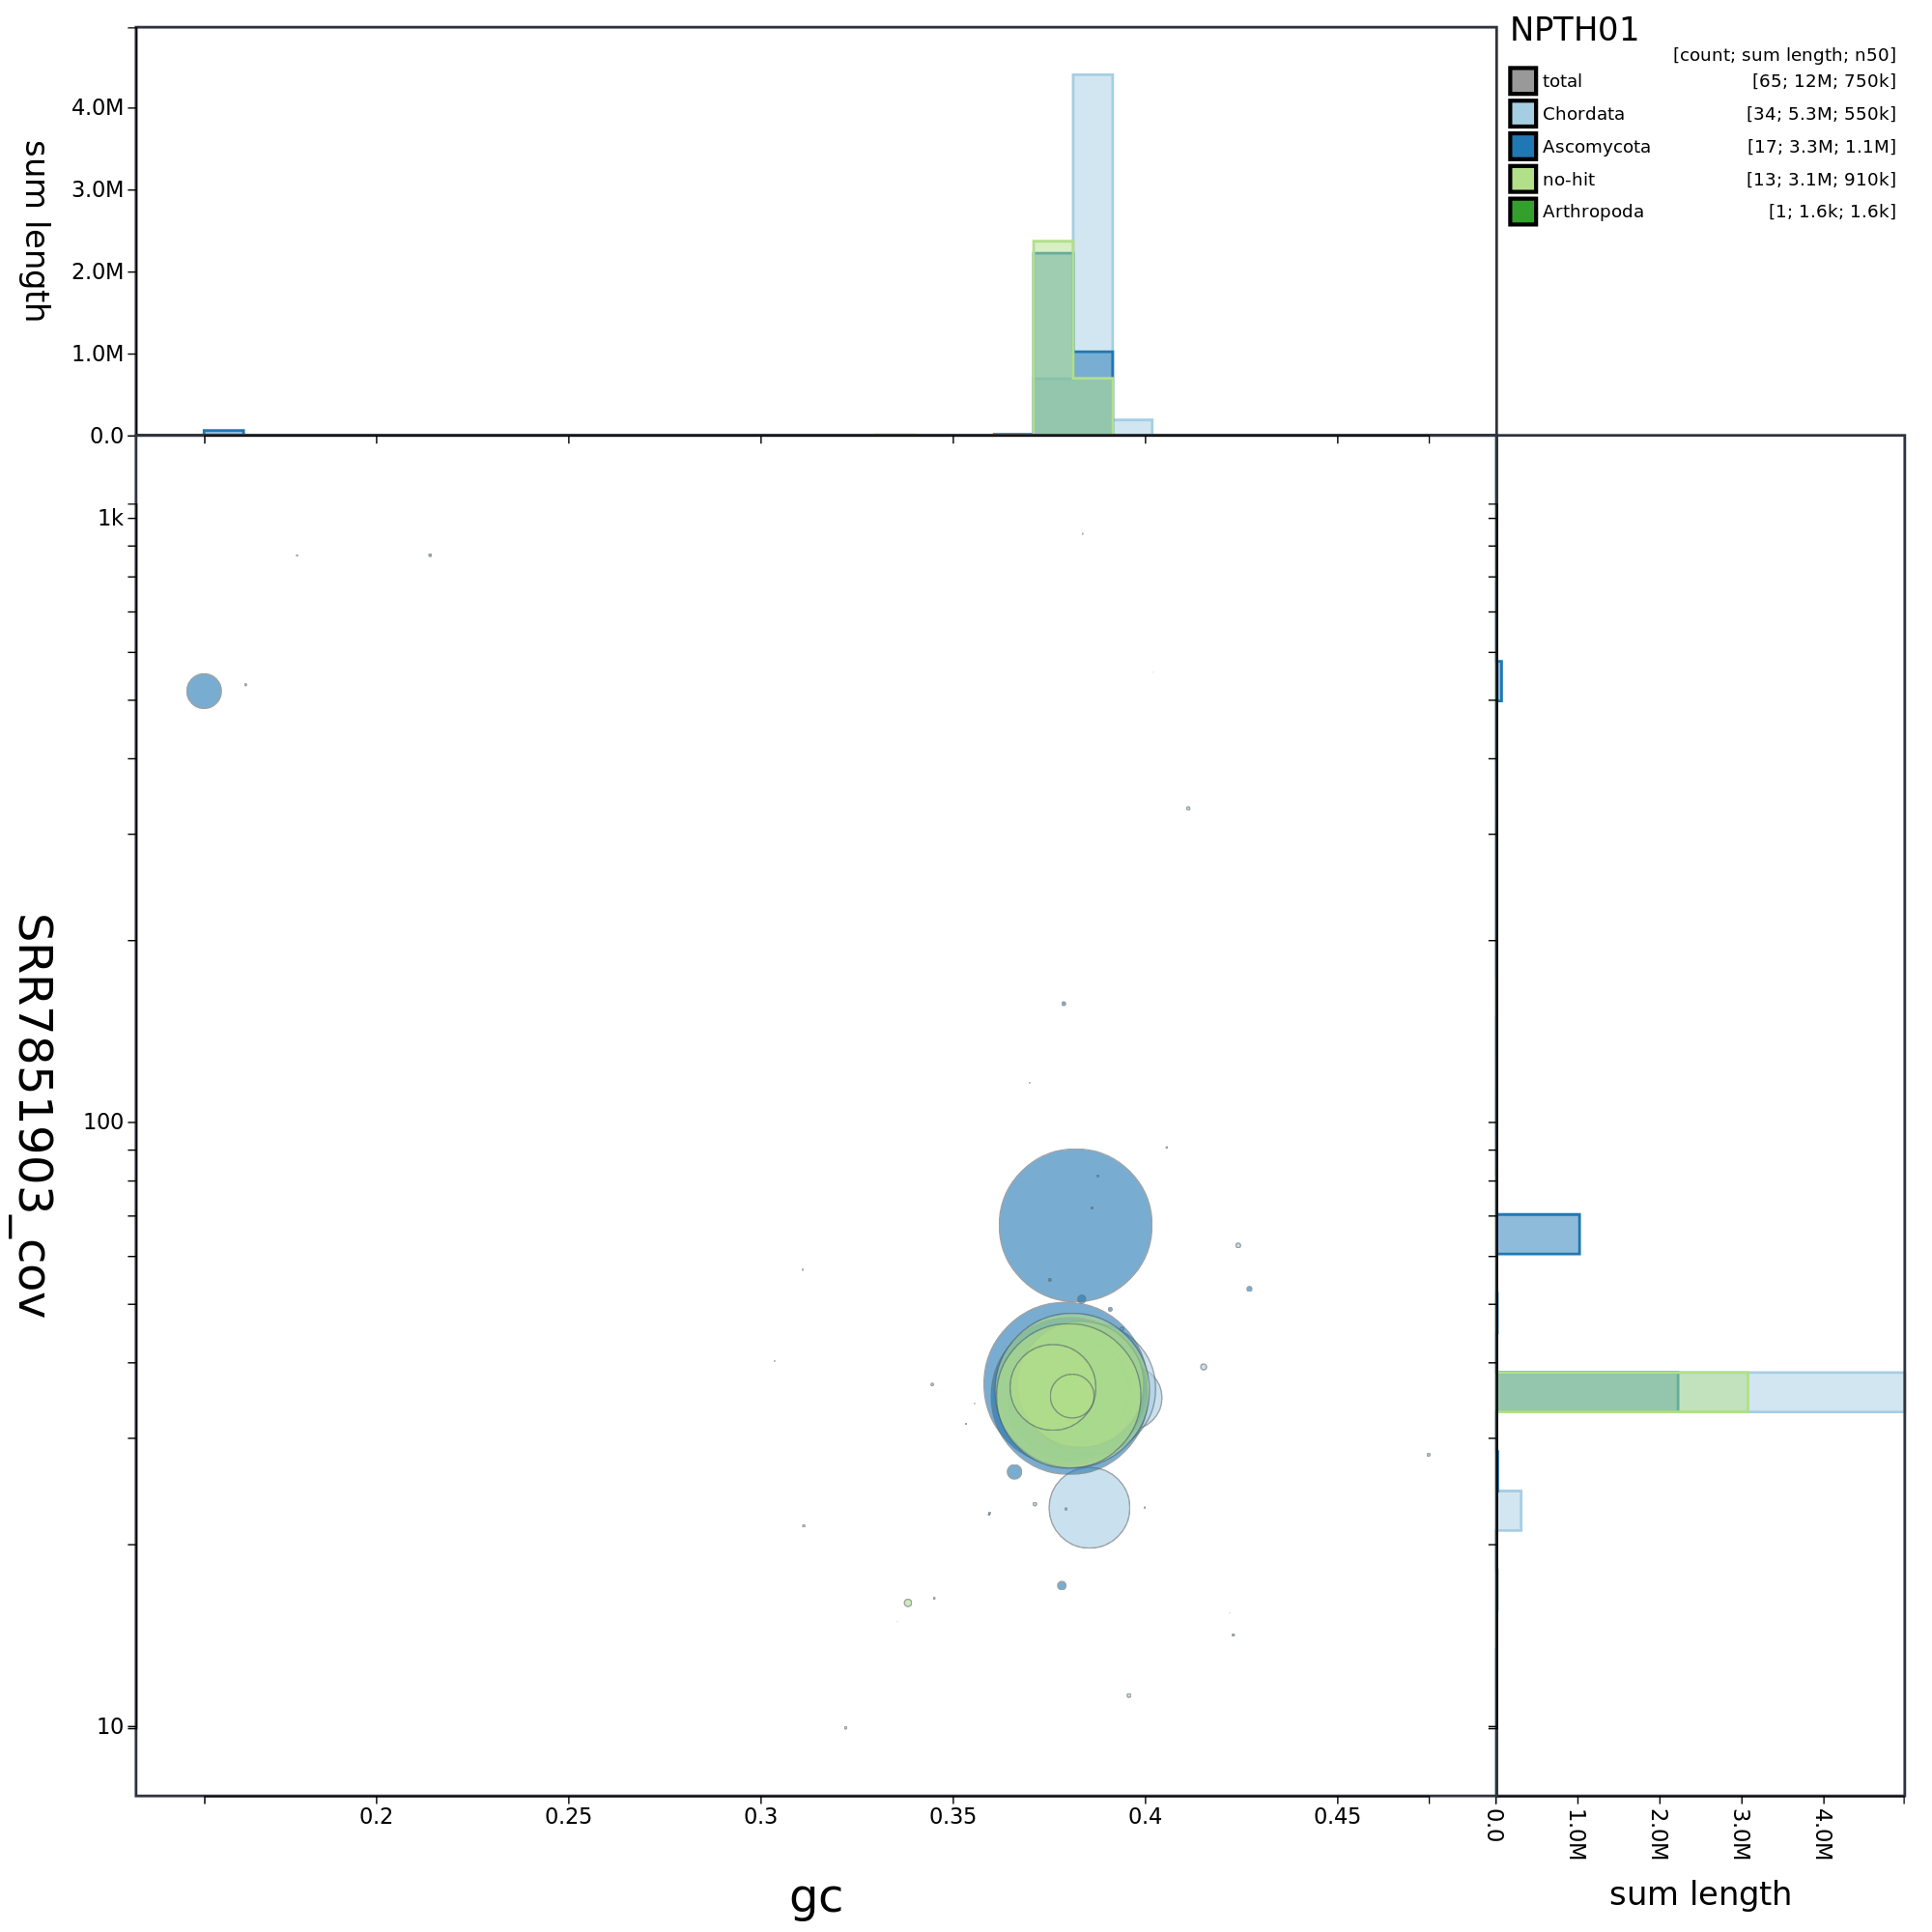 NPTH01
[count; sum length; n50]
total [65; 12M; 750k]
Chordata [34; 5.3M; 550k]
Ascomycota [17; 3.3M; 1.1M]
no-hit [13; 3.1M; 910k]
Arthropoda [1; 1.6k; 1.6k]
sum length
4.0M
3.0M
2.0M
1.0M
0.0
SRR7851903_cov
1k
100
10
0.2 0.25 0.3 0.35 0.4 0.45
gc
0.0 1.0M 2.0M 3.0M 4.0M
sum length